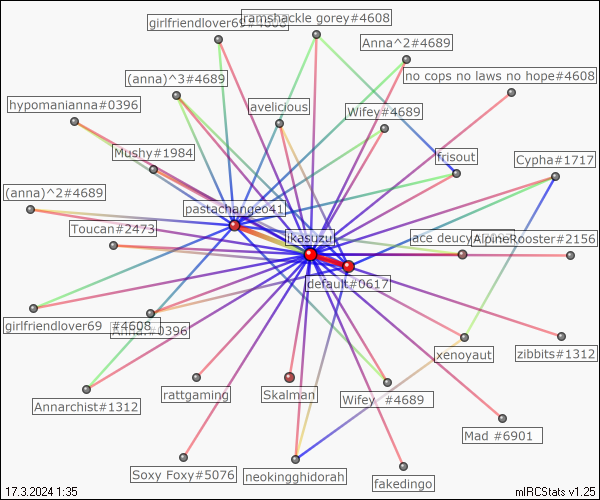 girlfriendlover69#4608
ramshackle gorey#4608
Anna^2#4689
(anna)^3#4689
no cops no laws no hope#4608
hypomanianna#0396
avelicious
Wifey#4689
Mushy#1984
frisout
Cypha#1717
(anna)^2#4689
pastachangeo41
Toucan#2473
ikasuzu
ace deucy
AlpineRooster#2156
default#0617
girlfriendlover69 #4608
#0396
xenoyaut
zibbits#1312
Annarchist#1312
rattgaming
Skalman
Wifey #4689
Mad #6901
Soxy Foxy#5076
neokingghidorah
fakedingo
17.3.2024 1:35
mIRCStats v1.25